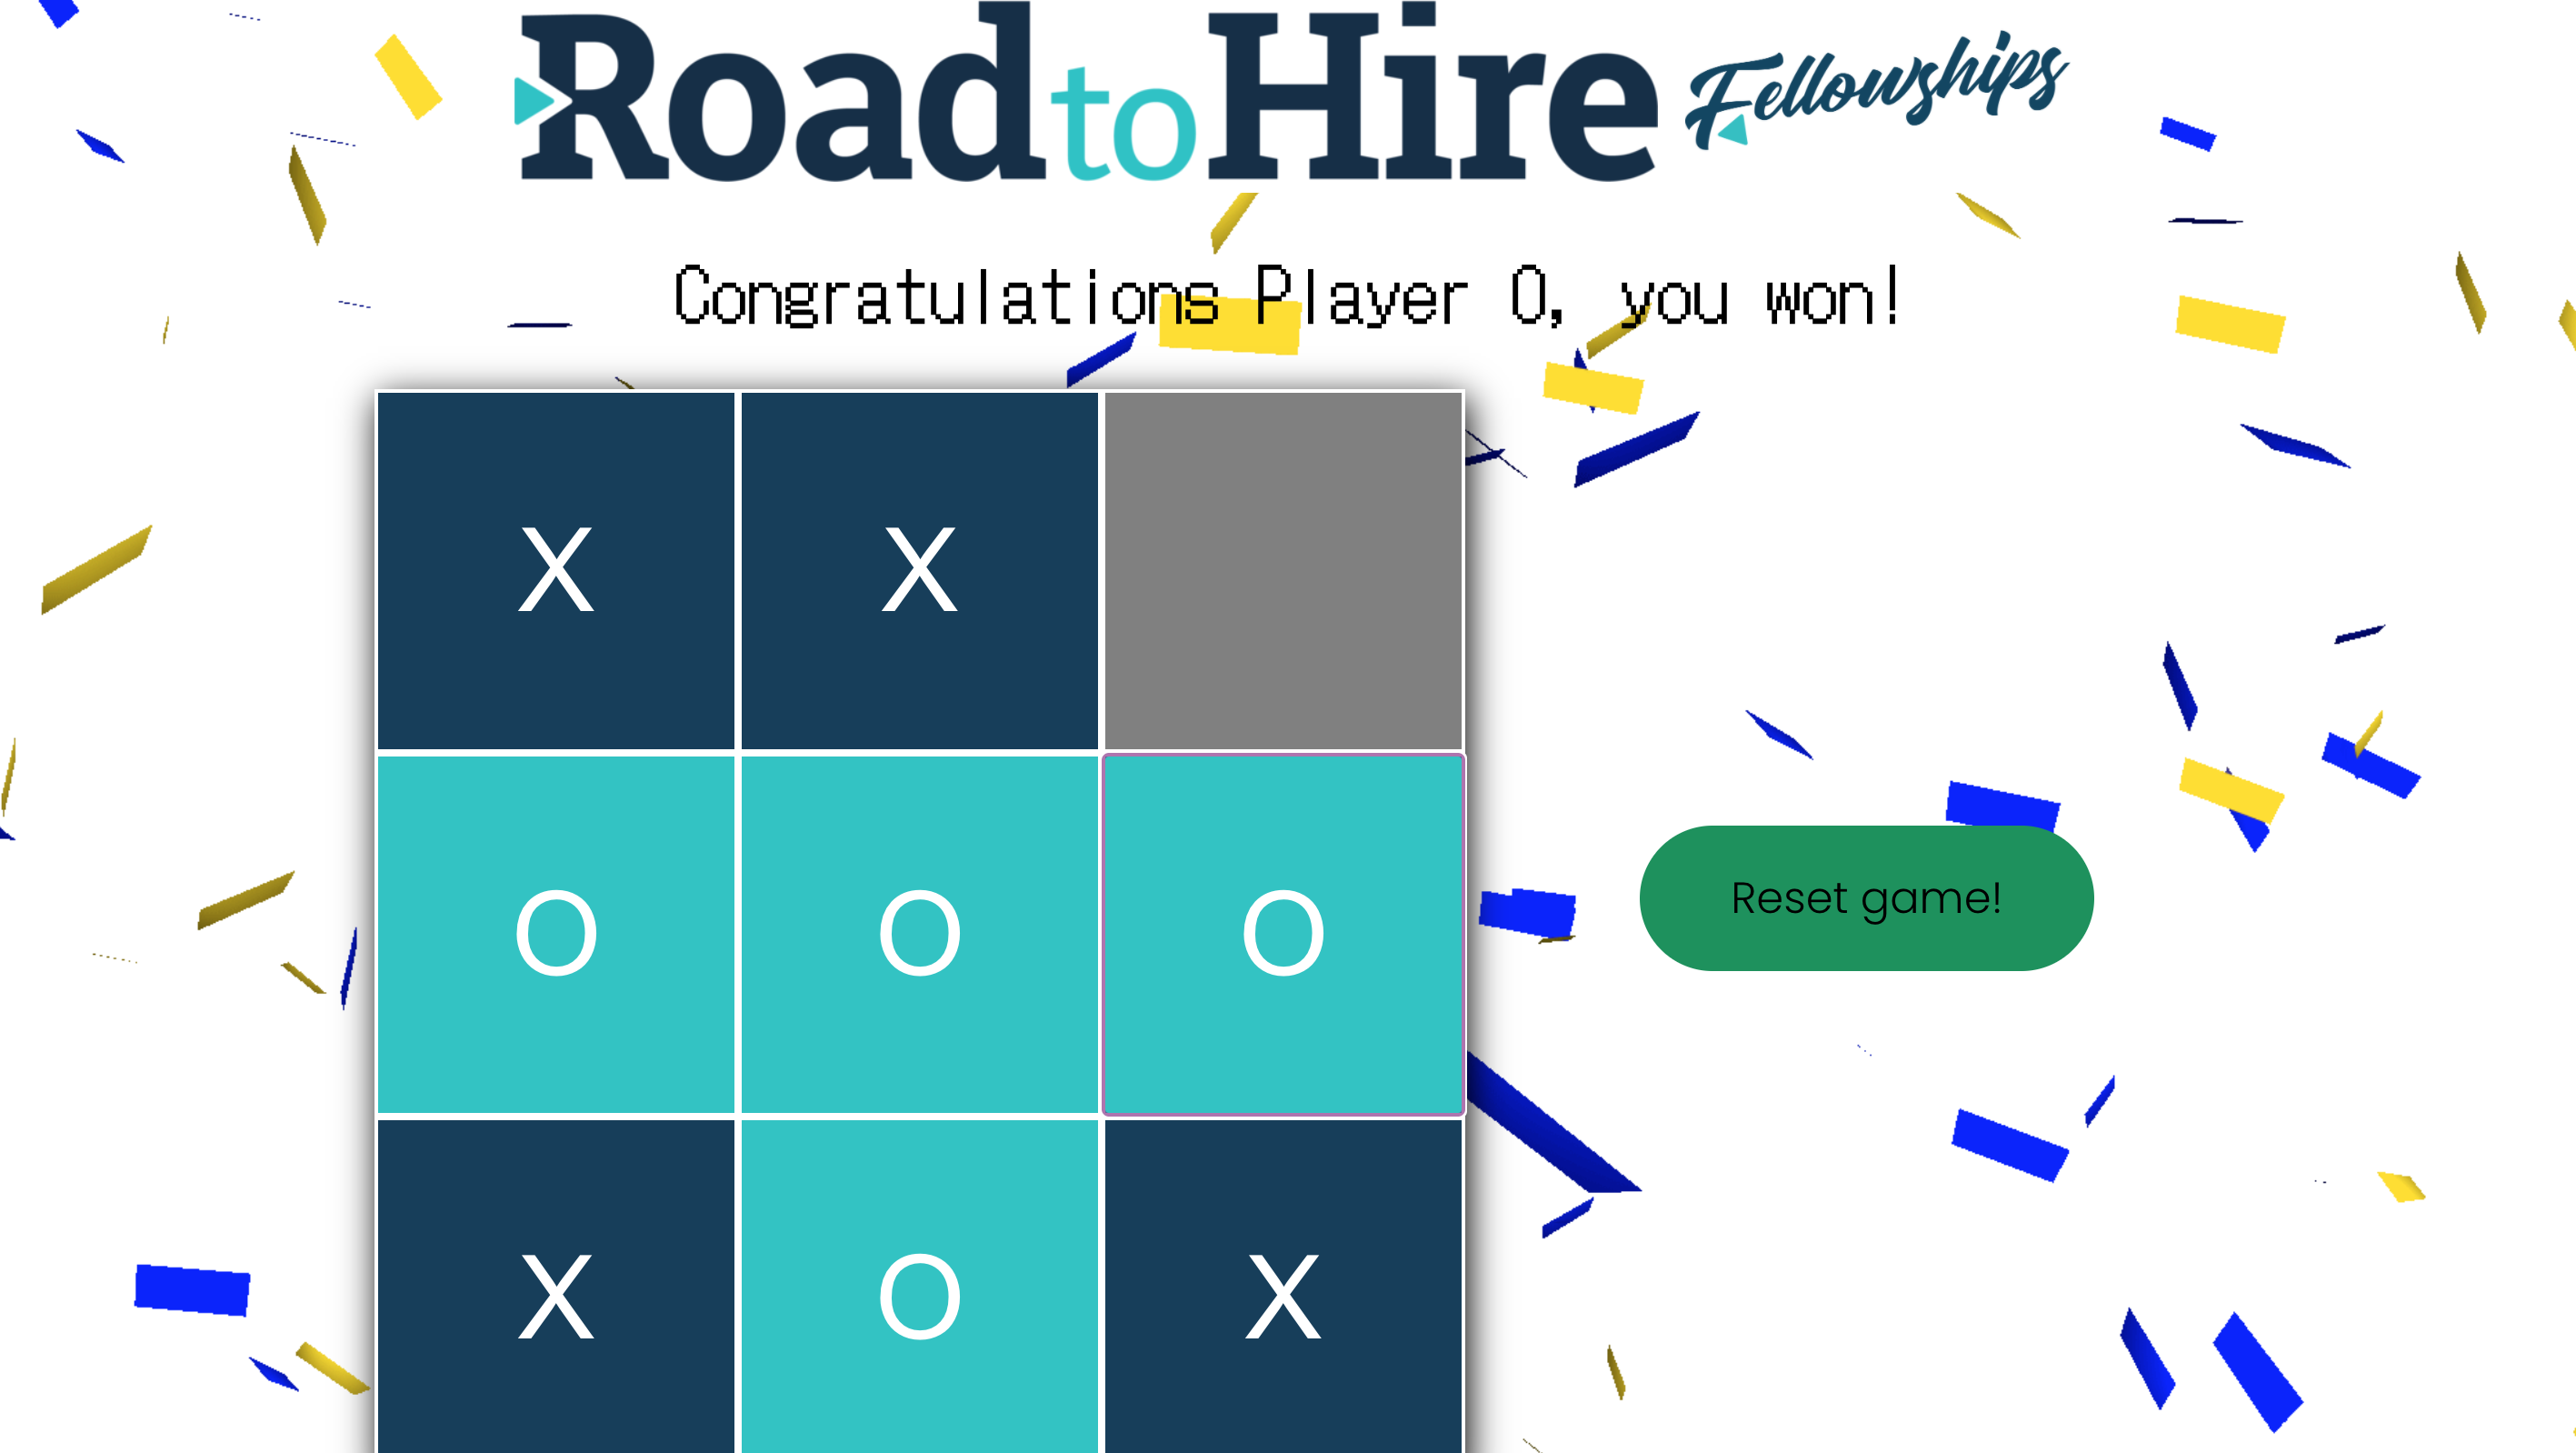 RoadtoHire Fellowships
Congratulations Player O, you won!
X X
O O O
Reset game!
X O X